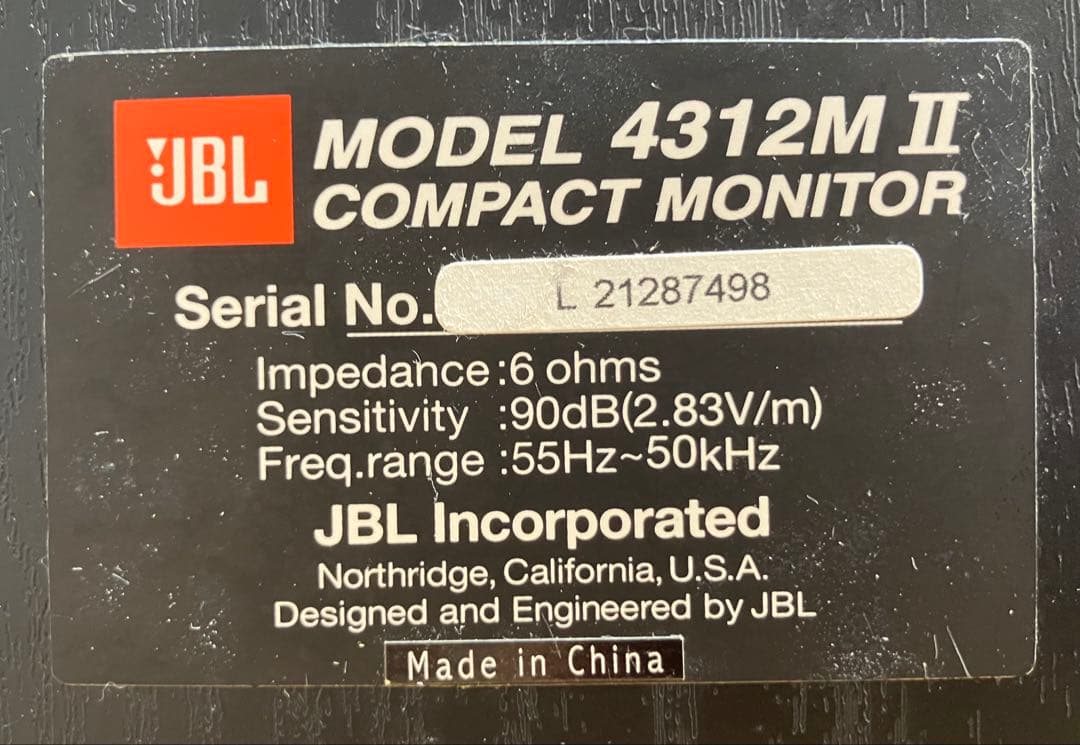 JBL
MODEL 4312M II
COMPACT MONITOR
Serial No. L 21287498
Impedance:6 ohms
Sensitivity :90dB(2.83V/m)
Freq.range :55Hz~50kHz
JBL Incorporated
Northridge, California, U.S.A.
Designed and Engineered by JBL
Made in China